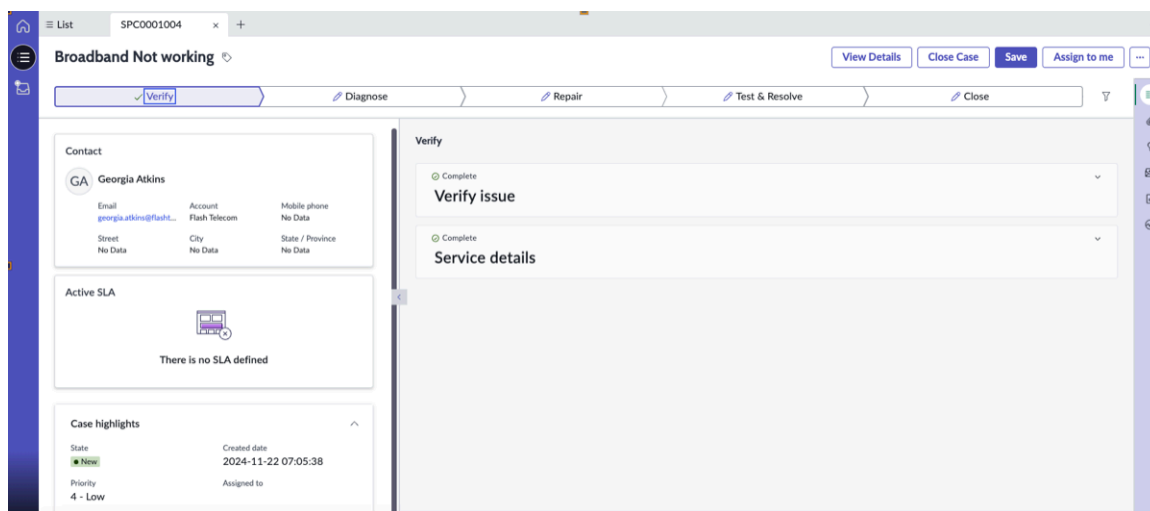 List
SPC0001004
Broadband Not working
View Details
Close Case
Save
Assign to me
Verify
Diagnose
Repair
Test & Resolve
Close
Contact
GA
Georgia Atkins
Email
Account
Mobile phone
georgia.atkins@flasht...
Flash Telecom
No Data
Street
City
State / Province
No Data
No Data
No Data
Active SLA
There is no SLA defined
Case highlights
State
Created date
New
2024-11-22 07:05:38
Priority
Assigned to
4 - Low
Verify
Complete
Verify issue
Complete
Service details